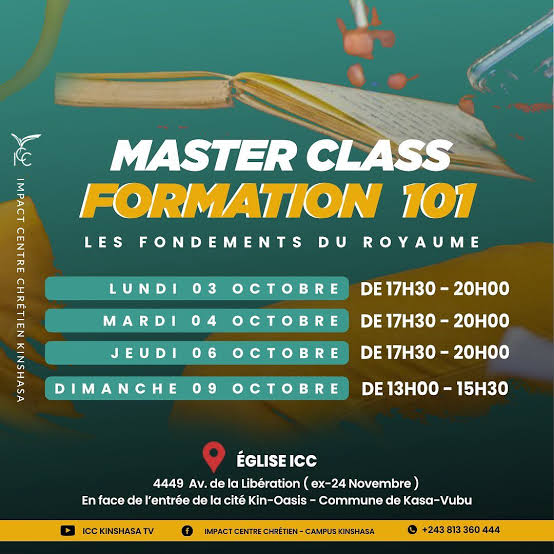 ICC
IMPACT CENTRE CHRÉTIEN KINSHASA
MASTER CLASS
FORMATION 101
LES FONDEMENTS DU ROYAUME
LUNDI 03 OCTOBRE DE 17H30 - 20H00
MARDI 04 OCTOBRE DE 17H30 - 20H00
JEUDI 06 OCTOBRE DE 17H30 - 20H00
DIMANCHE 09 OCTOBRE DE 13H00 - 15H30
ÉGLISE ICC
4449 Av. de la Libération ( ex-24 Novembre )
En face de l'entrée de la cité Kin-Oasis - Commune de Kasa-Vubu
ICC KINSHASA TV IMPACT CENTRE CHRÉTIEN - CAMPUS KINSHASA +243 813 360 444